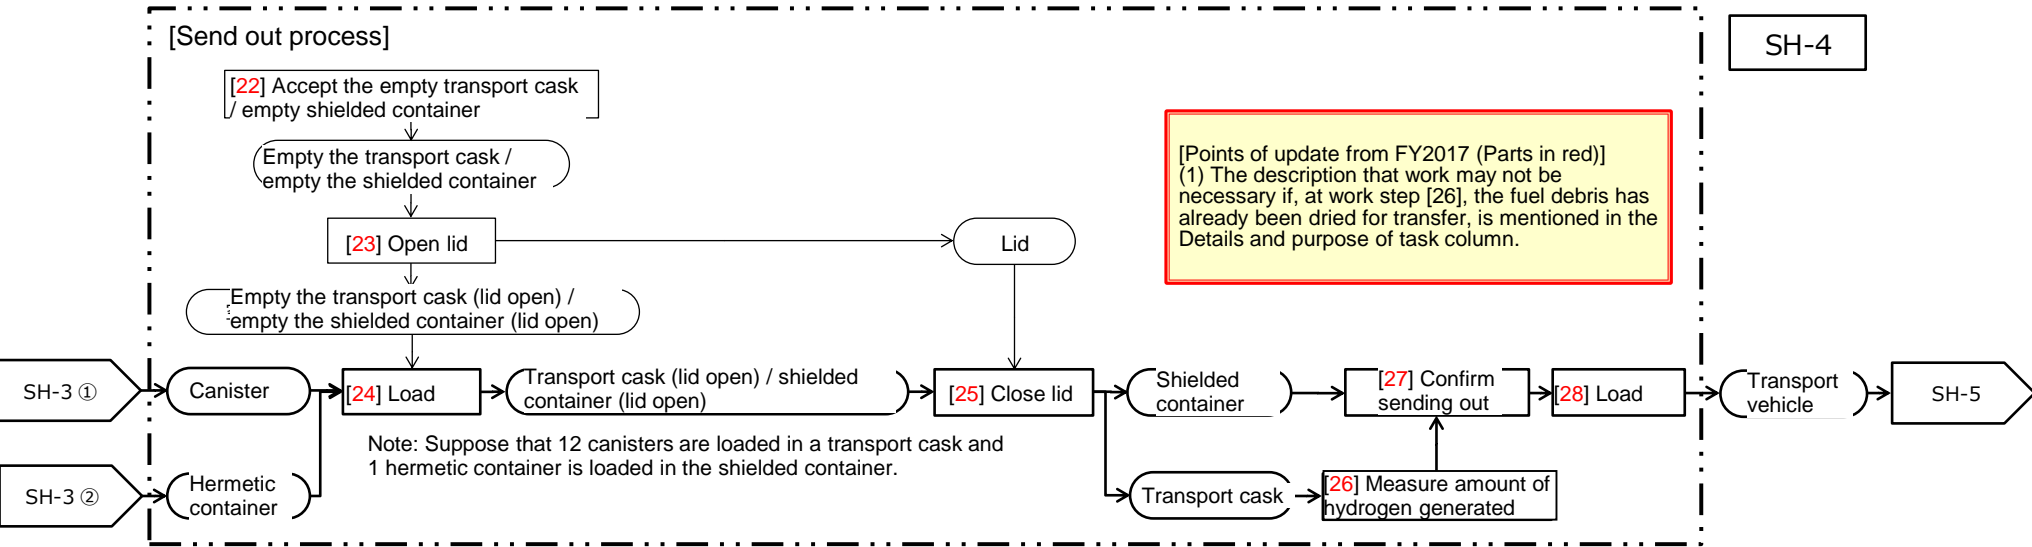 [Send out process]
SH-4
[22] Accept the empty transport cask
/ empty shielded container
Empty the transport cask /
empty the shielded container
[Points of update from FY2017 (Parts in red)]
(1) The description that work may not be
necessary if, at work step [26], the fuel debris has
already been dried for transfer, is mentioned in the
Details and purpose of task column.
[23] Open lid
Lid
Empty the transport cask (lid open) /
empty the shielded container (lid open)
SH-3 ①
Canister
[24] Load
Transport cask (lid open) / shielded
container (lid open)
[25] Close lid
Shielded
container
[27] Confirm
sending out
[28] Load
Transport
vehicle
SH-5
Note: Suppose that 12 canisters are loaded in a transport cask and
1 hermetic container is loaded in the shielded container.
SH-3 ②
Hermetic
container
Transport cask
[26] Measure amount of
hydrogen generated